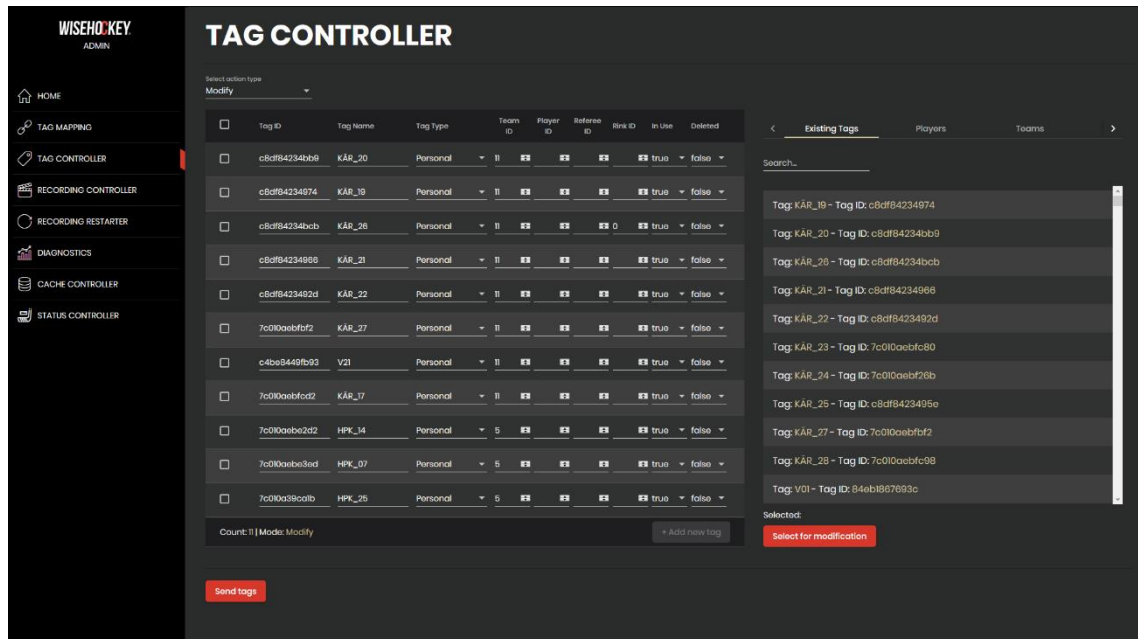 WISEHOCKEY
ADMIN
HOME
TAG MAPPING
TAG CONTROLLER
RECORDING CONTROLLER
RECORDING RESTARTER
DIAGNOSTICS
CACHE CONTROLLER
STATUS CONTROLLER
TAG CONTROLLER
Select action type
Modify
Tag ID Tag Name Tag Type Team ID Player ID Referee ID Rink ID In Use Deleted
c8df84234bb9 KÄR_20 Personal 11 true false
c8df84234974 KÄR_19 Personal 11 true false
c8df84234bcb KÄR_26 Personal 11 0 true false
c8df84234966 KÄR_21 Personal 11 true false
c8df8423492d KÄR_22 Personal 11 true false
7c010aebfbf2 KÄR_27 Personal 11 true false
c4be8449fb93 V21 Personal 11 true false
7c010aebfcd2 KÄR_17 Personal 11 true false
7c010aebe2d2 HPK_14 Personal 5 true false
7c010aebe3ed HPK_07 Personal 5 true false
7c010a39ca1b HPK_25 Personal 5 true false
Count: 11 | Mode: Modify + Add new tag
Send tags
< Existing Tags Players Teams >
Search...
Tag: KÄR_19 - Tag ID: c8df84234974
Tag: KÄR_20 - Tag ID: c8df84234bb9
Tag: KÄR_26 - Tag ID: c8df84234bcb
Tag: KÄR_21 - Tag ID: c8df84234966
Tag: KÄR_22 - Tag ID: c8df8423492d
Tag: KÄR_23 - Tag ID: 7c010aebfc80
Tag: KÄR_24 - Tag ID: 7c010aebf26b
Tag: KÄR_25 - Tag ID: c8df8423495e
Tag: KÄR_27 - Tag ID: 7c010aebfbf2
Tag: KÄR_28 - Tag ID: 7c010aebfc98
Tag: V01 - Tag ID: 84eb1867693c
Selected:
Select for modification